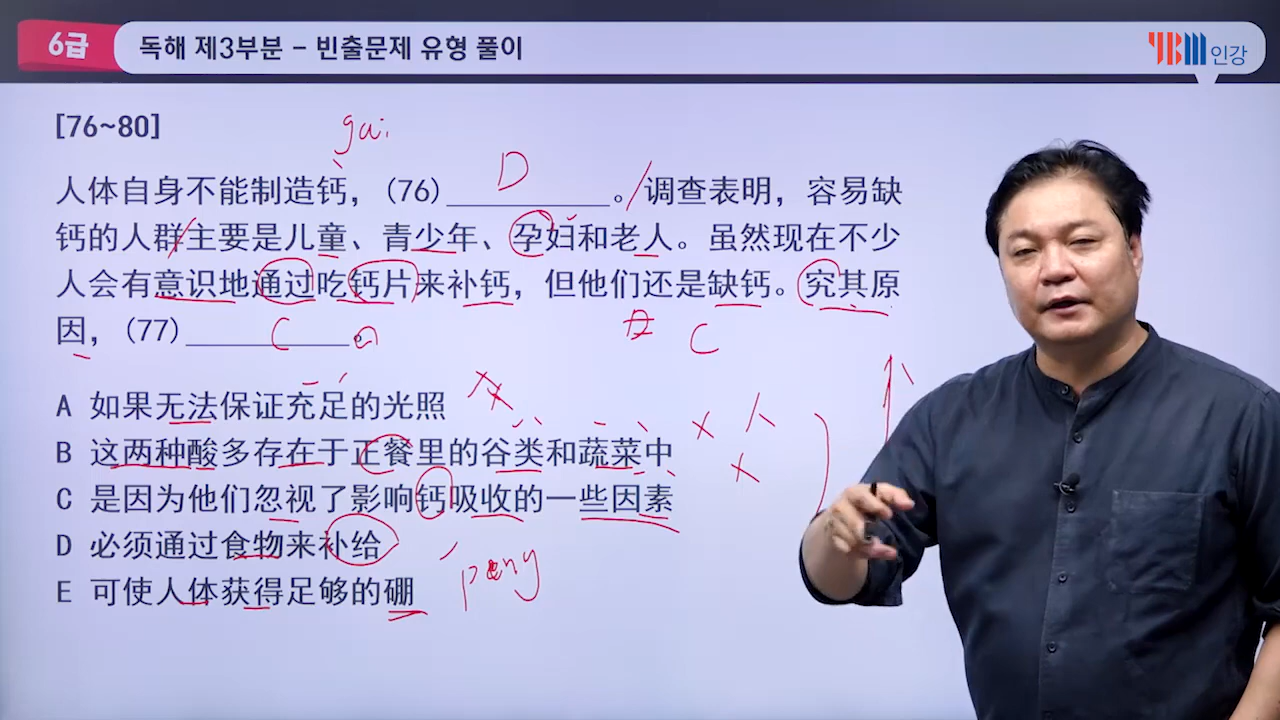 6급
독해 제3부분 – 빈출문제 유형 풀이
YBM 인강
[76~80]
gai
人体自身不能制造钙，(76)__________。调查表明，容易缺
D
钙的人群主要是儿童、青少年、孕妇和老人。虽然现在不少
人会有意识地通过吃钙片来补钙，但他们还是缺钙。究其原
因，(77)__________。
C
C
A 如果无法保证充足的光照
B 这两种酸多存在于正餐里的谷类和蔬菜中
C 是因为他们忽视了影响钙吸收的一些因素
D 必须通过食物来补给
E 可使人体获得足够的硼
peng